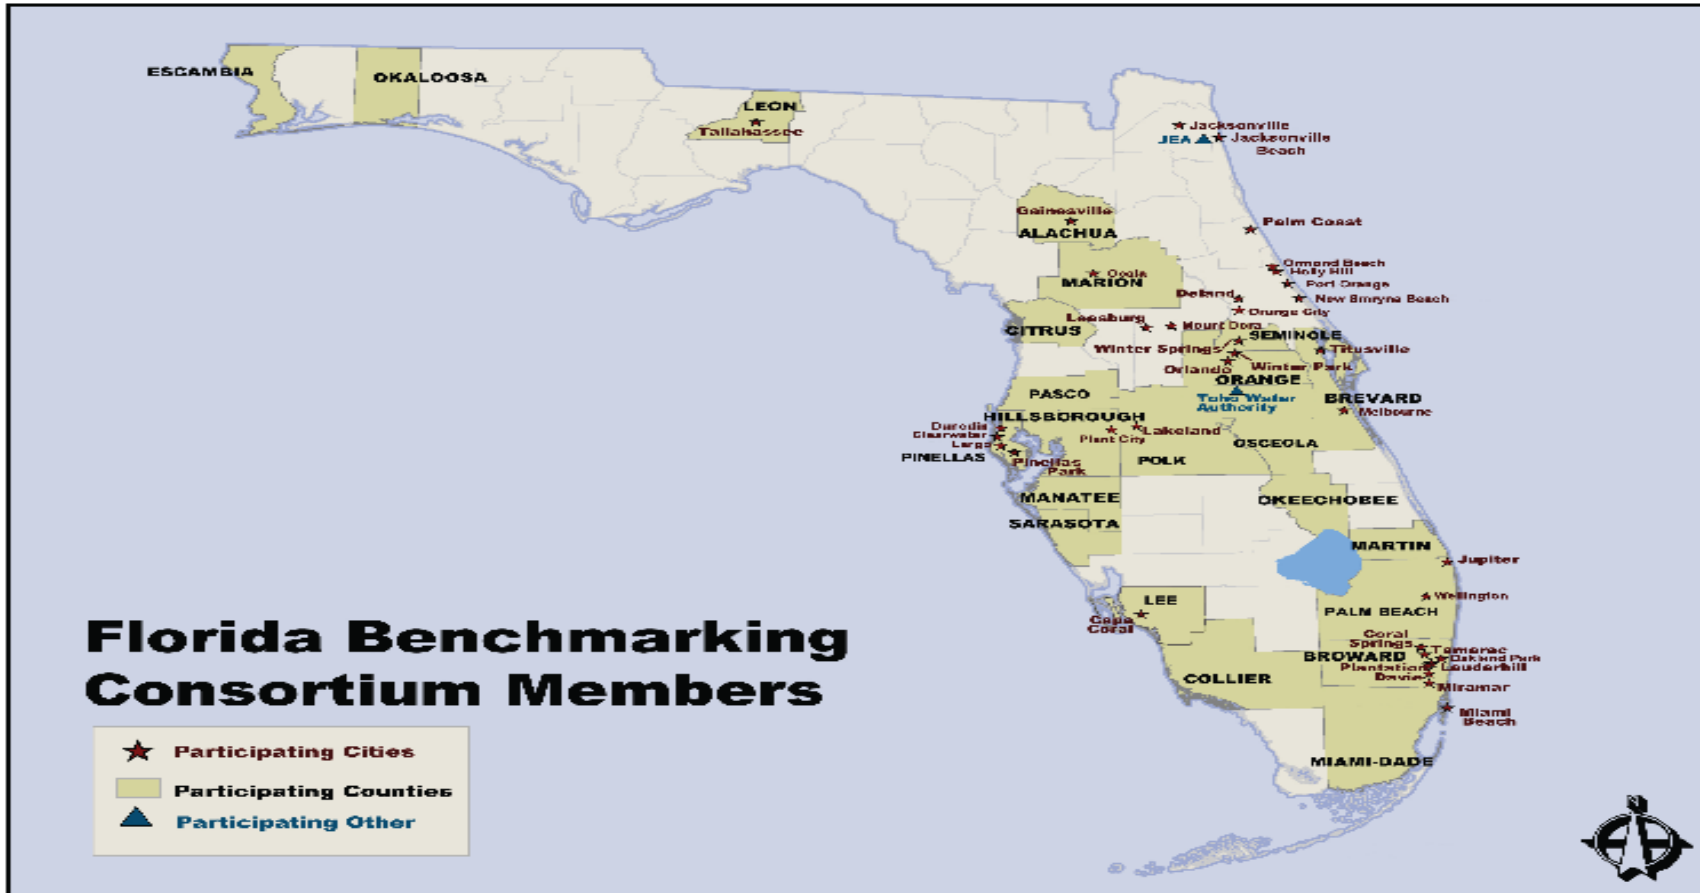 ESCAMBIA
OKALOOSA
LEON
Tallahassee
Jacksonville
JEA
Jacksonville
Beach
Gainesville
ALACHUA
Palm Coast
Ocala
MARION
Ormond Beach
Holly Hill
Port Orange
Deland
New Smryna Beach
Orange City
Leesburg
Mount Dora
CITRUS
SEMINOLE
Winter Springs
Titusville
Orlando
Winter Park
ORANGE
PASCO
Toho Water
Authority
BREVARD
Melbourne
HILLSBOROUGH
Dunedin
Clearwater
Largo
Plant City
Lakeland
OSCEOLA
PINELLAS
Pinellas
Park
POLK
MANATEE
OKEECHOBEE
SARASOTA
MARTIN
Jupiter
LEE
Wellington
PALM BEACH
Cape
Coral
Coral
Springs
Tamarac
BROWARD
Oakland Park
Plantation
Lauderhill
Davie
Miramar
COLLIER
Miami
Beach
MIAMI-DADE
Florida Benchmarking
Consortium Members
Participating Cities
Participating Counties
Participating Other
N